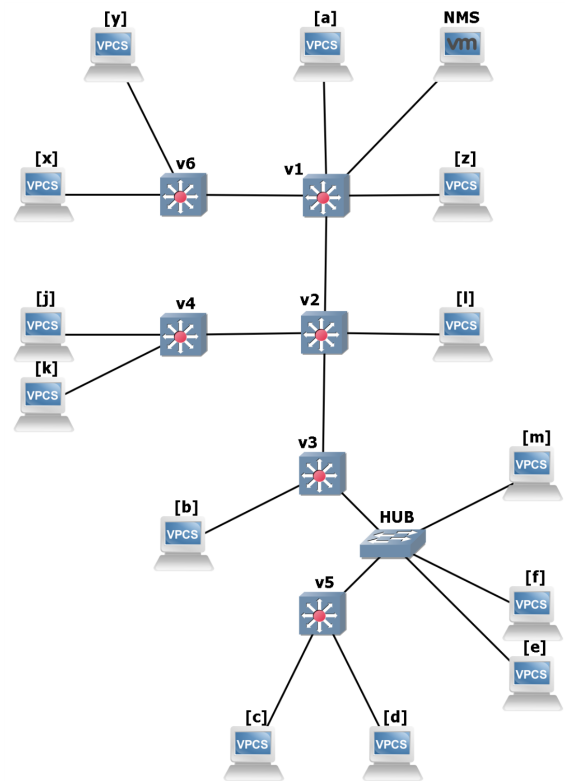 [y]
[a]
NMS
VPCS
VPCS
vm
[x]
v6
v1
[z]
VPCS
VPCS
[j]
v4
v2
[l]
VPCS
VPCS
[k]
VPCS
v3
[m]
VPCS
[b]
HUB
VPCS
v5
[f]
VPCS
[e]
VPCS
[c]
[d]
VPCS
VPCS